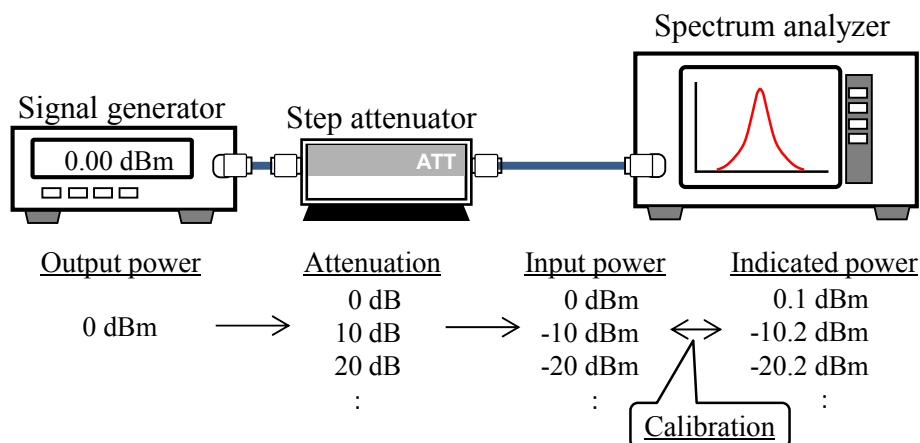 Spectrum analyzer
Signal generator
Step attenuator
0.00 dBm
ATT
Output power Attenuation Input power Indicated power
0 dB 0 dBm 0.1 dBm
0 dBm 10 dB -10 dBm -10.2 dBm
20 dB -20 dBm -20.2 dBm
: : :
Calibration